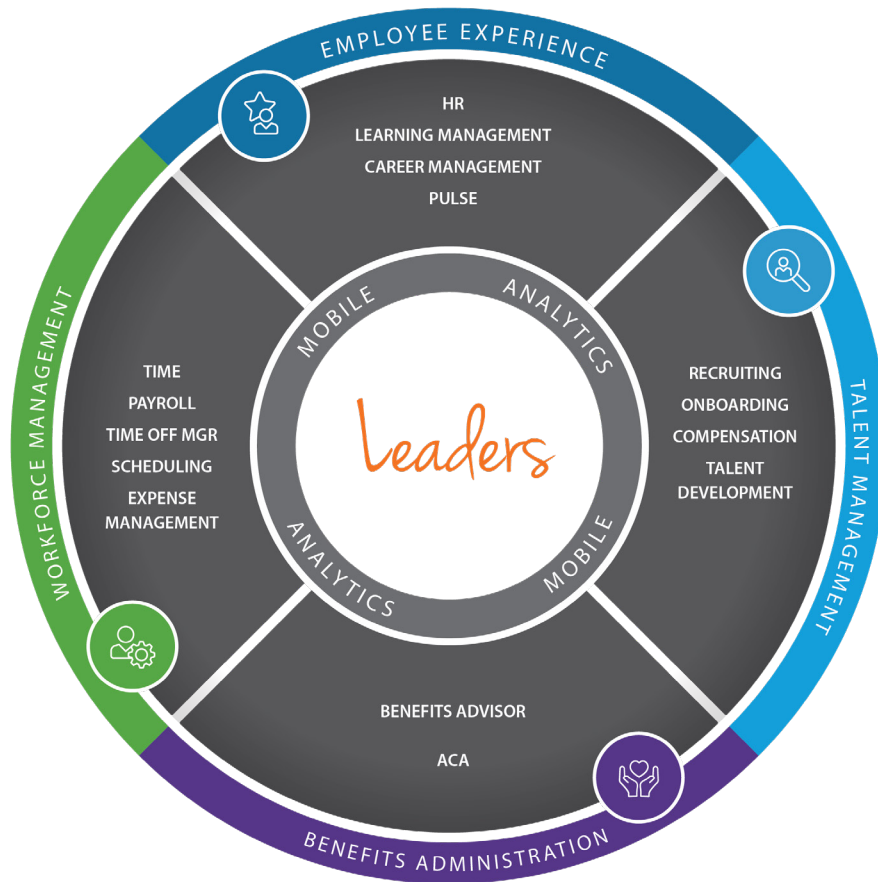 EMPLOYEE EXPERIENCE
HR
LEARNING MANAGEMENT
CAREER MANAGEMENT
PULSE
MOBILE
ANALYTICS
WORKFORCE MANAGEMENT
TIME
PAYROLL
TIME OFF MGR
SCHEDULING
EXPENSE
MANAGEMENT
Leaders
RECRUITING
ONBOARDING
COMPENSATION
TALENT
DEVELOPMENT
TALENT MANAGEMENT
ANALYTICS
MOBILE
BENEFITS ADVISOR
ACA
BENEFITS ADMINISTRATION